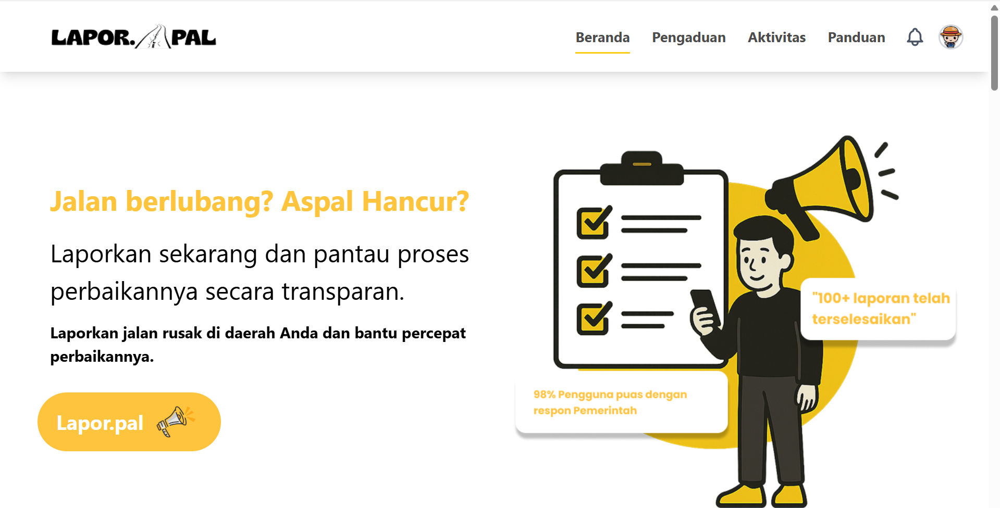 LAPOR. PAL
Beranda Pengaduan Aktivitas Panduan
Jalan berlubang? Aspal Hancur?
Laporkan sekarang dan pantau proses
perbaikannya secara transparan.
Laporkan jalan rusak di daerah Anda dan bantu percepat
perbaikannya.
Lapor.pal
"100+ laporan telah
terselesaikan"
98% Pengguna puas dengan
respon Pemerintah